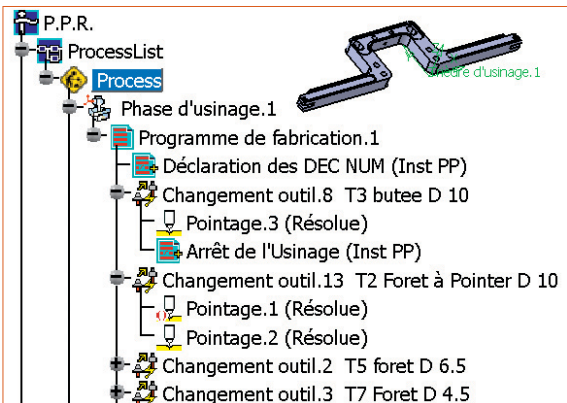 P.P.R.
ProcessList
Process
Phase d'usinage.1
Programme de fabrication.1
Déclaration des DEC NUM (Inst PP)
Changement outil.8 T3 butee D 10
Pointage.3 (Résolue)
Arrêt de l'Usinage (Inst PP)
Changement outil.13 T2 Foret à Pointer D 10
Pointage.1 (Résolue)
Pointage.2 (Résolue)
Changement outil.2 T5 foret D 6.5
Changement outil.3 T7 Foret D 4.5
d'usinage.1